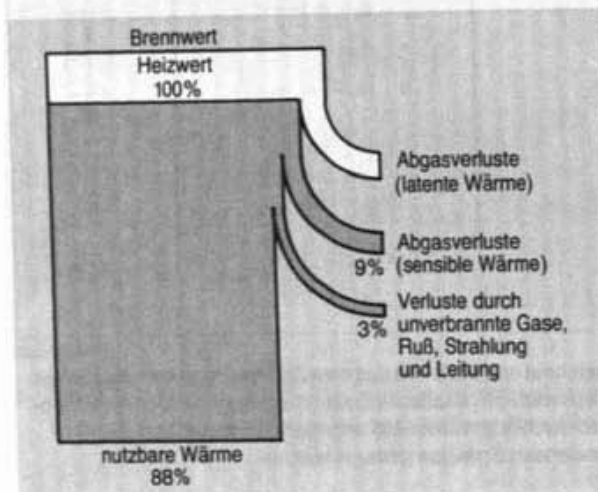 Brennwert
Heizwert
100%
Abgasverluste
(latente Wärme)
Abgasverluste
9% (sensible Wärme)
Verluste durch
3% unverbrannte Gase,
Ruß, Strahlung
und Leitung
nutzbare Wärme
88%